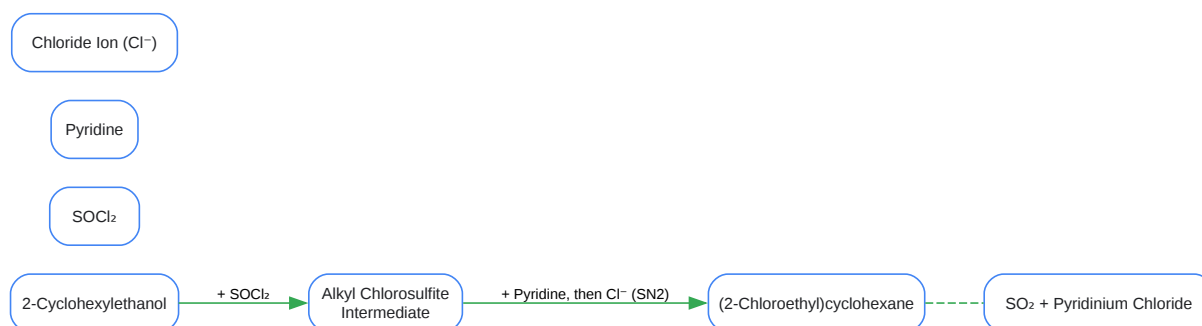 Chloride Ion (Cl⁻)
Pyridine
SOCl₂
2-Cyclohexylethanol
+ SOCl₂
Alkyl Chlorosulfite
Intermediate
+ Pyridine, then Cl⁻ (SN2)
(2-Chloroethyl)cyclohexane
SO₂ + Pyridinium Chloride